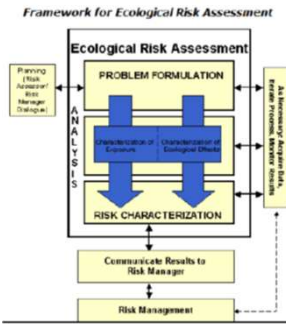 Framework for Ecological Risk Assessment
Ecological Risk Assessment
Planning
(Risk
Assessor/
Risk
Manager
Dialogue)
PROBLEM FORMULATION
ANALYSIS
Characterization of
Exposure
Characterization of
Ecological Effects
As Necessary: Acquire Data,
Iterate Process, Monitor Results
RISK CHARACTERIZATION
Communicate Results to
Risk Manager
Risk Management